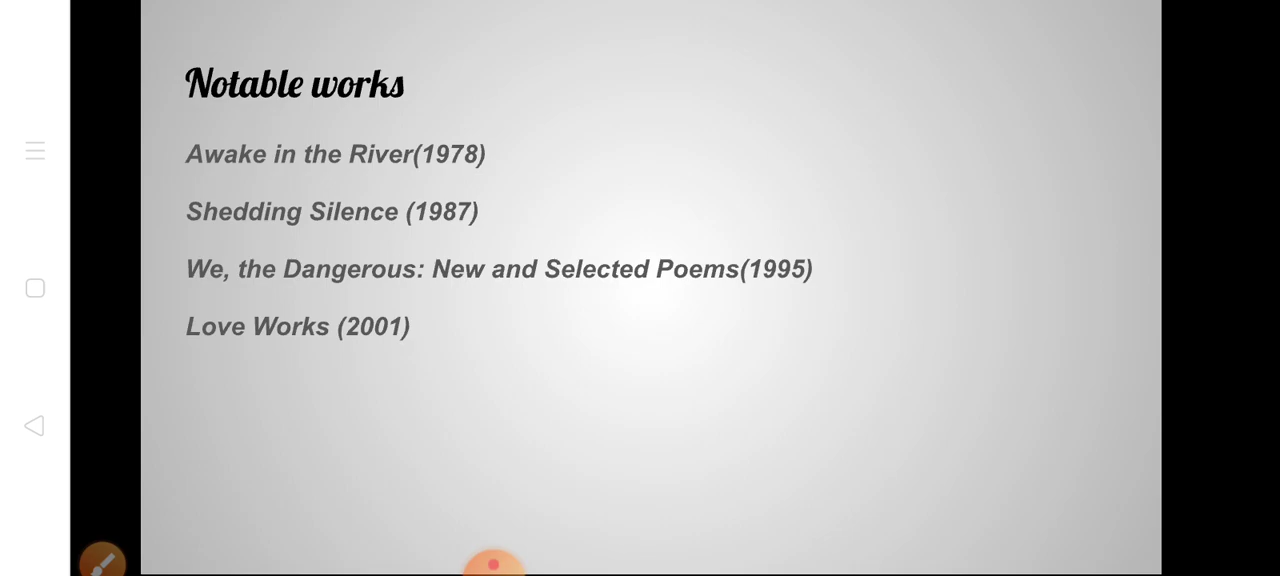 Notable works
Awake in the River(1978)
Shedding Silence (1987)
We, the Dangerous: New and Selected Poems(1995)
Love Works (2001)